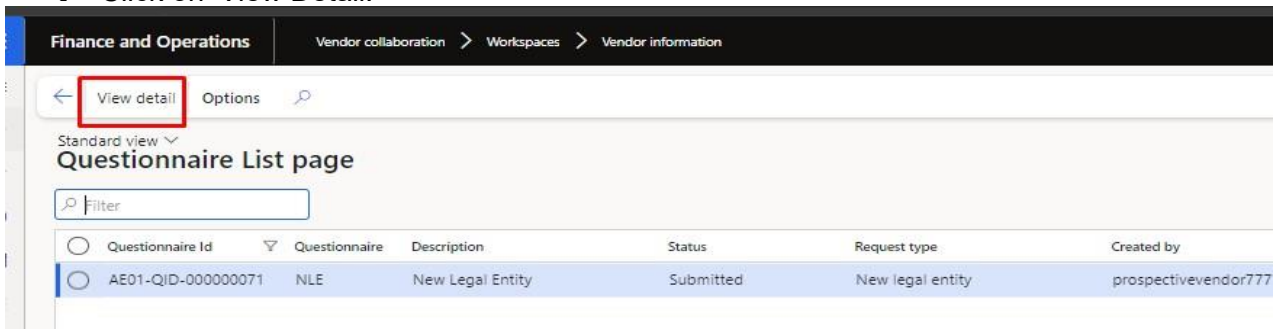 Finance and Operations Vendor collaboration > Workspaces > Vendor information
View detail Options
Standard view
Questionnaire List page
Filter
Questionnaire Id Questionnaire Description Status Request type Created by
AE01-QID-000000071 NLE New Legal Entity Submitted New legal entity prospectivevendor777